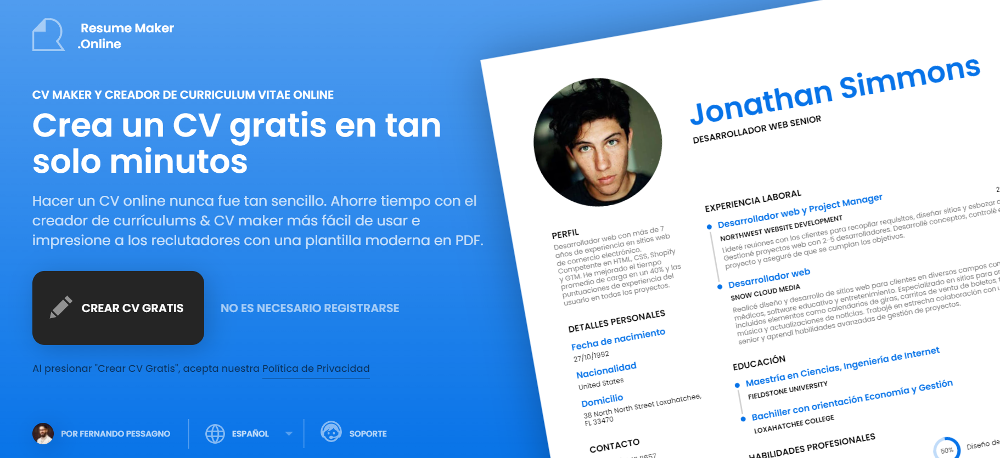 Resume Maker
.Online
CV MAKER Y CREADOR DE CURRICULUM VITAE ONLINE
Crea un CV gratis en tan
solo minutos
Hacer un CV online nunca fue tan sencillo. Ahorre tiempo con el
creador de currículums & CV maker más fácil de usar e
impresione a los reclutadores con una plantilla moderna en PDF.
CREAR CV GRATIS
NO ES NECESARIO REGISTRARSE
Al presionar "Crear CV Gratis", acepta nuestra Política de Privacidad
POR FERNANDO PESSAGNO
ESPAÑOL
SOPORTE
Jonathan Simmons
DESARROLLADOR WEB SENIOR
PERFIL
Desarrollador web con más de 7
años de experiencia en sitios web
de comercio electrónico.
Competente en HTML, CSS, Shopify
y GTM. He mejorado el tiempo
promedio de carga en un 40% y las
puntuaciones de experiencia del
usuario en todos los proyectos.
DETALLES PERSONALES
Fecha de nacimiento
27/10/1992
Nacionalidad
United States
Domicilio
38 North North Street Loxahatchee,
FL 33470
CONTACTO
8657
EXPERIENCIA LABORAL
Desarrollador web y Project Manager
NORTHWEST WEBSITE DEVELOPMENT
Lideré reuiones con los clientes para recopilar requisitos, diseñar sitios y esbozar
Gestioné proyectos web con 2-5 desarrolladores. Desarrollé conceptos, controlé
proyecto y aseguré de que se cumplan los objetivos.
Desarrollador web
SNOW CLOUD MEDIA
Realicé diseño y desarrollo de sitios web para clientes en diversos campos
médicos, software educativo y entretenimiento. Especializado en sitios para
incluidos elementos como calendarios de giras, carritos de venta de boletos,
música y actualizaciones de noticias. Trabajé en estrecha colaboración con
senior y aprendí habilidades avanzadas de gestión de proyectos.
EDUCACIÓN
Maestría en Ciencias, Ingeniería de Internet
FIELDSTONE UNIVERSITY
Bachiller con orientación Economía y Gestión
LOXAHATCHEE COLLEGE
HABILIDADES PROFESIONALES
50%
Diseño de